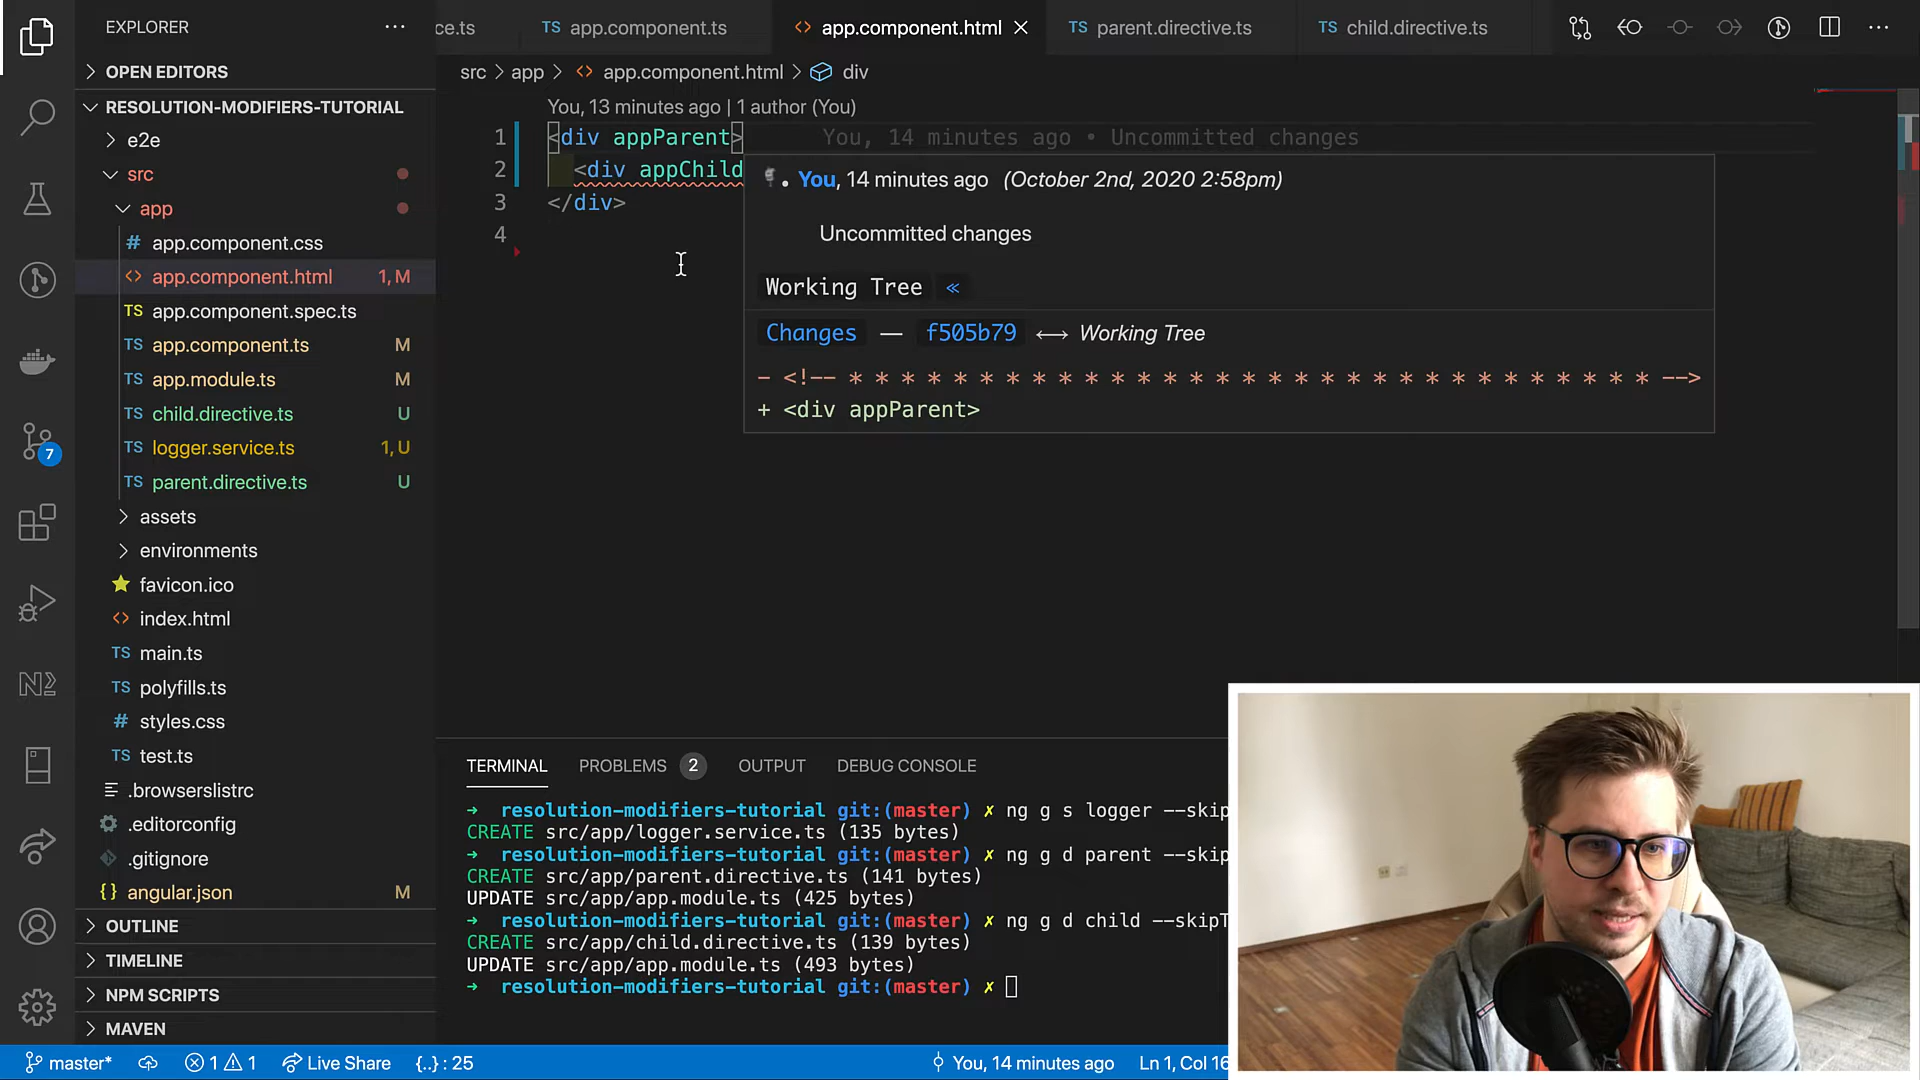 EXPLORER
ce.ts
TS app.component.ts
<> app.component.html
TS parent.directive.ts
TS child.directive.ts
OPEN EDITORS
src > app > <> app.component.html > div
RESOLUTION-MODIFIERS-TUTORIAL
You, 13 minutes ago | 1 author (You)
e2e
src
app
# app.component.css
<> app.component.html 1, M
TS app.component.spec.ts
TS app.component.ts M
TS app.module.ts M
TS child.directive.ts U
TS logger.service.ts 1, U
TS parent.directive.ts U
assets
environments
favicon.ico
<> index.html
TS main.ts
TS polyfills.ts
# styles.css
TS test.ts
.browserslistrc
.editorconfig
.gitignore
{} angular.json M
OUTLINE
TIMELINE
NPM SCRIPTS
MAVEN
7
1 <div appParent> You, 14 minutes ago • Uncommitted changes
2 <div appChild
3 </div>
4
You, 14 minutes ago (October 2nd, 2020 2:58pm)
Uncommitted changes
Working Tree «
Changes — f505b79 ⟷ Working Tree
- <!-- * * * * * * * * * * * * * * * * * * * * * * * * * * * * * * * -->
+ <div appParent>
TERMINAL PROBLEMS 2 OUTPUT DEBUG CONSOLE
➜ resolution-modifiers-tutorial git:(master) ✗ ng g s logger --skip
CREATE src/app/logger.service.ts (135 bytes)
➜ resolution-modifiers-tutorial git:(master) ✗ ng g d parent --skip
CREATE src/app/parent.directive.ts (141 bytes)
UPDATE src/app/app.module.ts (425 bytes)
➜ resolution-modifiers-tutorial git:(master) ✗ ng g d child --skipT
CREATE src/app/child.directive.ts (139 bytes)
UPDATE src/app/app.module.ts (493 bytes)
➜ resolution-modifiers-tutorial git:(master) ✗
master* 1 1 Live Share {..} : 25 You, 14 minutes ago Ln 1, Col 16